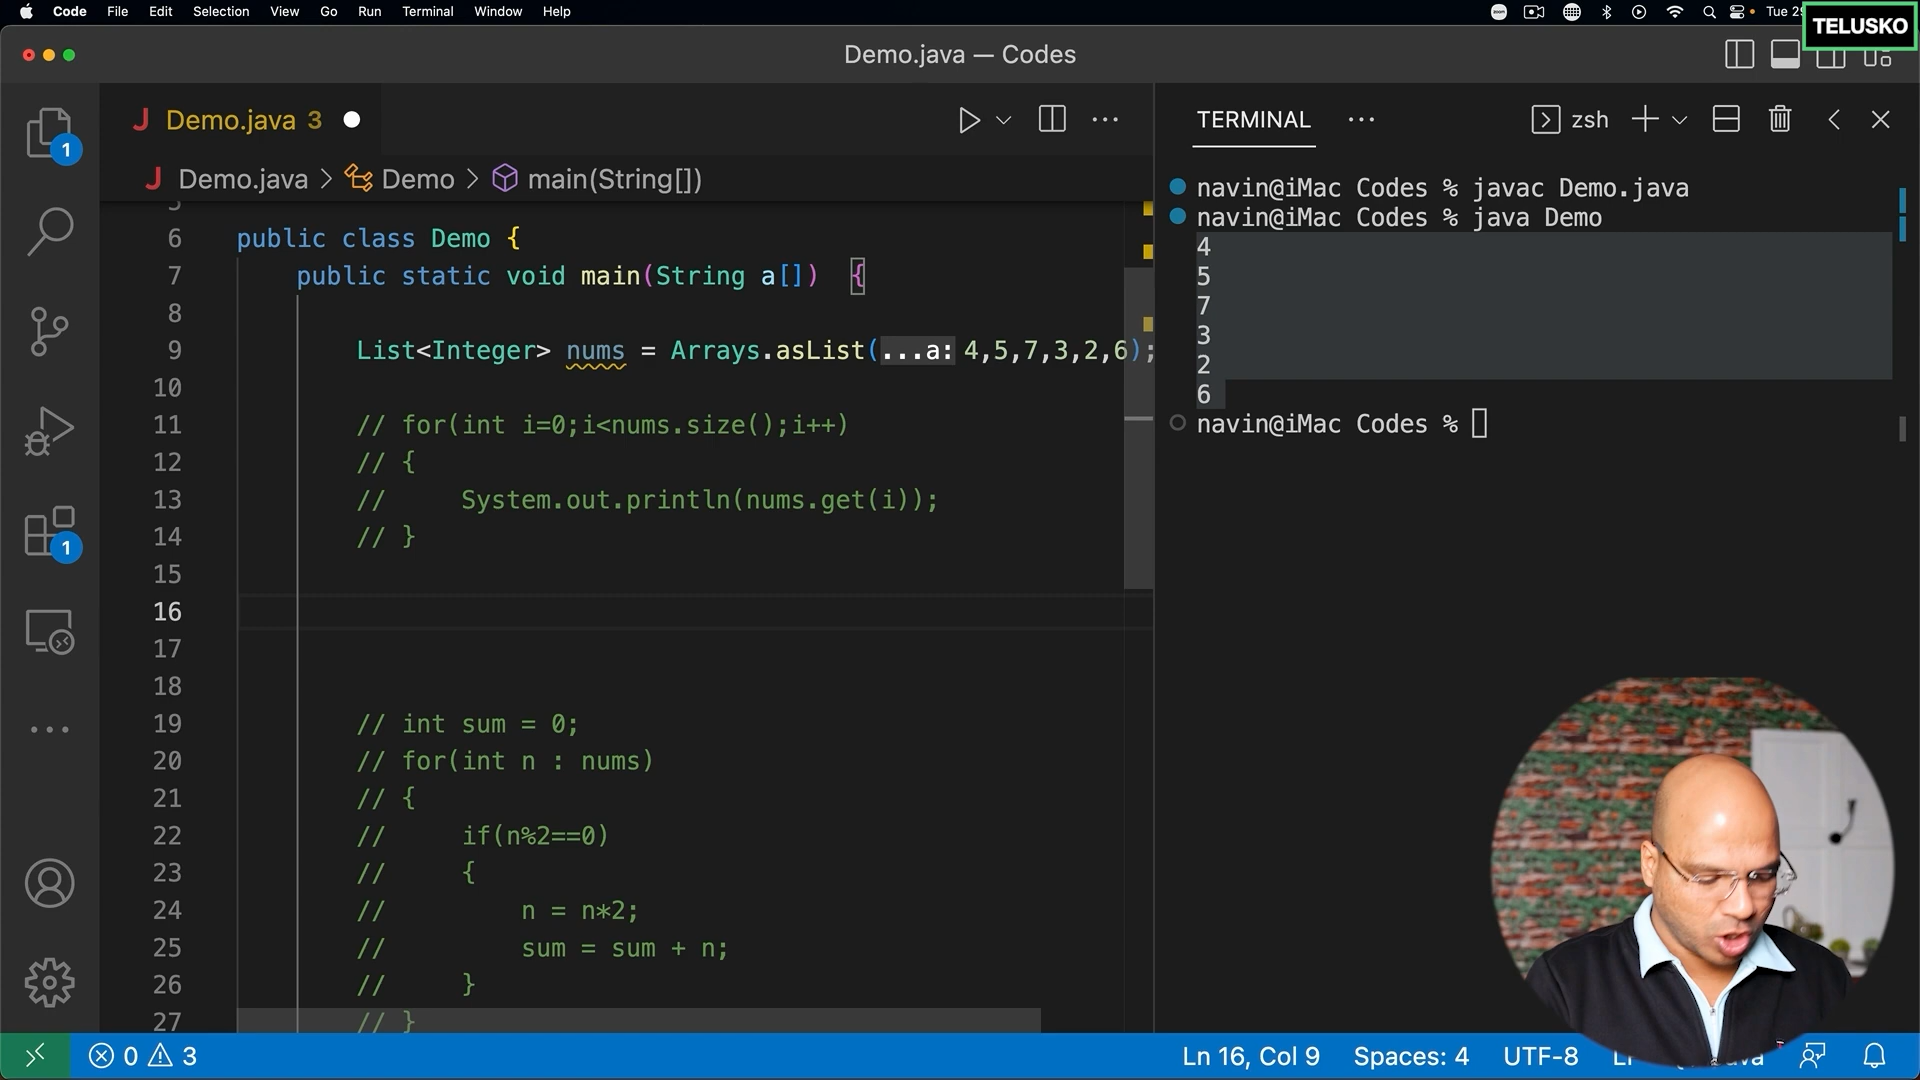 Code File Edit Selection View Go Run Terminal Window Help
zoom
Tue 2
TELUSKO
Demo.java — Codes
1
J Demo.java 3
TERMINAL
zsh
J Demo.java > Demo > main(String[])
5
6 public class Demo {
7 public static void main(String a[]) {
8
9 List<Integer> nums = Arrays.asList(...a: 4,5,7,3,2,6);
10
11 // for(int i=0;i<nums.size();i++)
12 // {
13 // System.out.println(nums.get(i));
14 // }
15
16
17
18
19 // int sum = 0;
20 // for(int n : nums)
21 // {
22 // if(n%2==0)
23 // {
24 // n = n*2;
25 // sum = sum + n;
26 // }
27 // }
1
navin@iMac Codes % javac Demo.java
navin@iMac Codes % java Demo
4
5
7
3
2
6
navin@iMac Codes %
0 3
Ln 16, Col 9 Spaces: 4 UTF-8